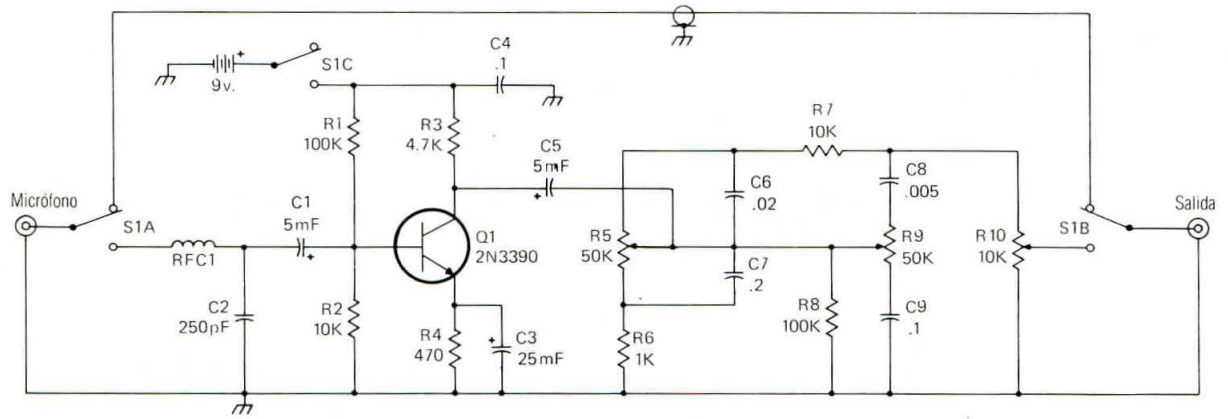 C4
.1
S1C
+
9v.
R1
100K
R3
4.7K
C5
5mF
+
R7
10K
C8
.005
C6
.02
Micrófono
S1A
C1
5mF
+
RFC1
Q1
2N3390
R5
50K
C7
.2
R9
50K
R10
10K
S1B
Salida
C2
250pF
R2
10K
R4
470
+
C3
25mF
R6
1K
R8
100K
C9
.1